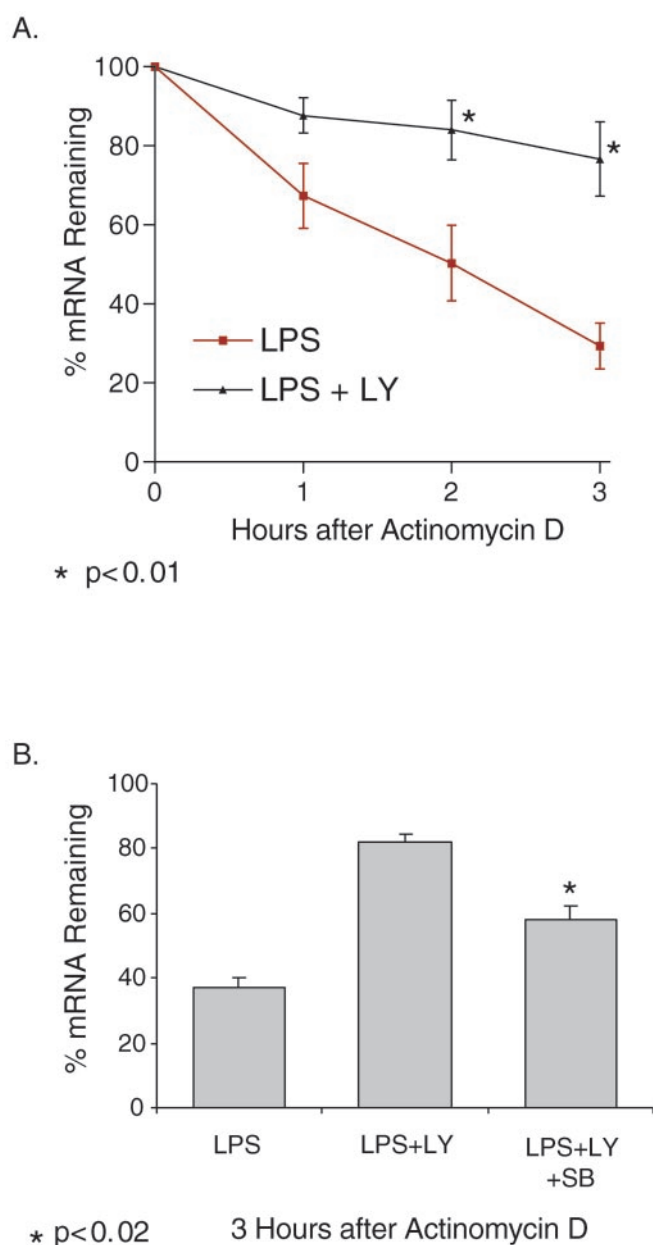 A.
% mRNA Remaining
100
80
60
40
20
0
*
*
LPS
LPS + LY
0 1 2 3
Hours after Actinomycin D
* p<0.01
B.
% mRNA Remaining
100
80
60
40
20
0
*
LPS LPS+LY LPS+LY
+SB
* p<0.02 3 Hours after Actinomycin D